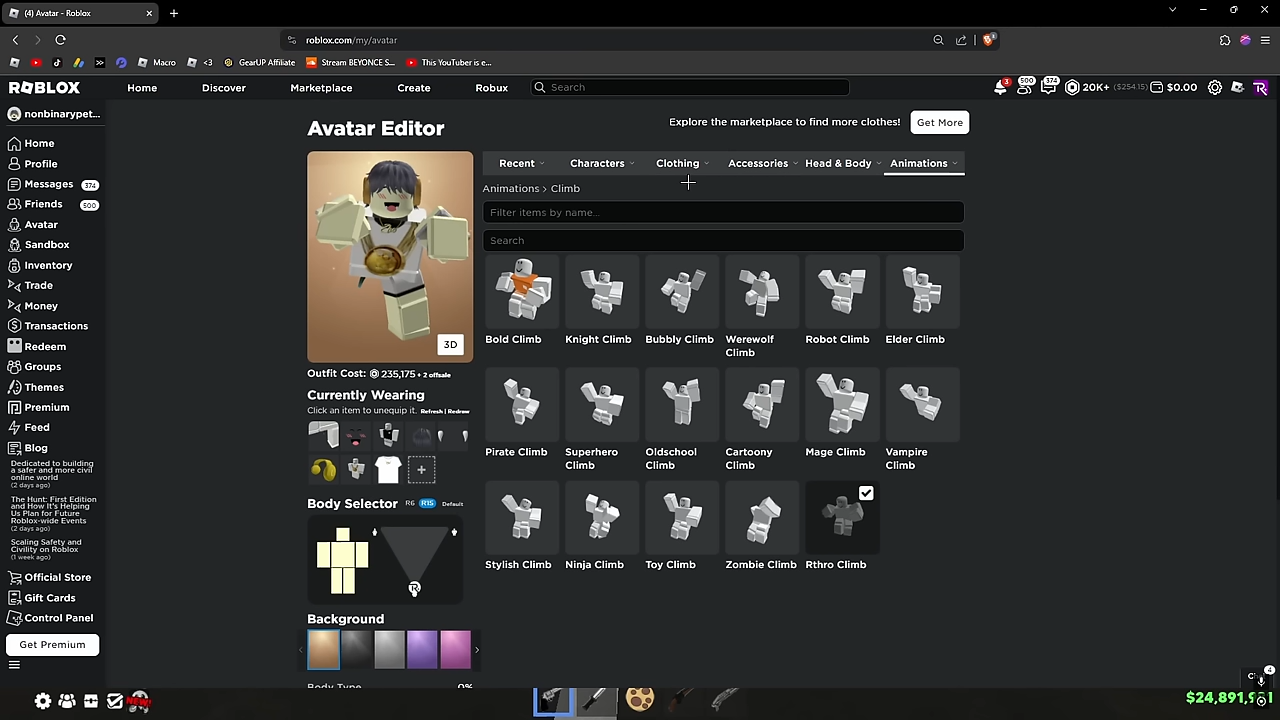 (4) Avatar - Roblox
roblox.com/my/avatar
Macro
<3
GearUP Affiliate
Stream BEYONCE S...
This YouTuber is c...
ROBLOX
Home
Discover
Marketplace
Create
Robux
Search
3
500
374
20K+
($254.15)
$0.00
nonbinarypet...
Home
Profile
Messages
374
Friends
500
Avatar
Sandbox
Inventory
Trade
Money
Transactions
Redeem
Groups
Themes
Premium
Feed
Blog
Dedicated to building
a safer and more civil
online world
(2 days ago)
The Hunt: First Edition
and How It's Helping
Us Plan for Future
Roblox-wide Events
(2 days ago)
Scaling Safety and
Civility on Roblox
(1 week ago)
Official Store
Gift Cards
Control Panel
Get Premium
Avatar Editor
Explore the marketplace to find more clothes!
Get More
3D
Outfit Cost: 235,175 + 2 offsale
Currently Wearing
Click an item to unequip it. Refresh | Redraw
Body Selector
R6
R15
Default
Background
Body Type
0%
Recent
Characters
Clothing
Accessories
Head & Body
Animations
Animations > Climb
Filter items by name...
Search
Bold Climb
Knight Climb
Bubbly Climb
Werewolf
Climb
Robot Climb
Elder Climb
Pirate Climb
Superhero
Climb
Oldschool
Climb
Cartoony
Climb
Mage Climb
Vampire
Climb
Stylish Climb
Ninja Climb
Toy Climb
Zombie Climb
Rthro Climb
NEW!
4